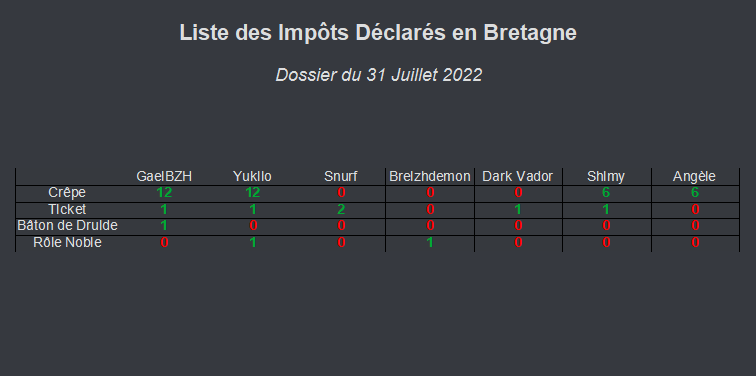 Liste des Impôts Déclarés en Bretagne
Dossier du 31 Juillet 2022
GaelBZH Yukilo Snurf Breizhdemon Dark Vador Shimy Angèle
Crêpe 12 12 0 0 0 6 6
Ticket 1 1 2 0 1 1 0
Bâton de Druide 1 0 0 0 0 0 0
Rôle Noble 0 1 0 1 0 0 0